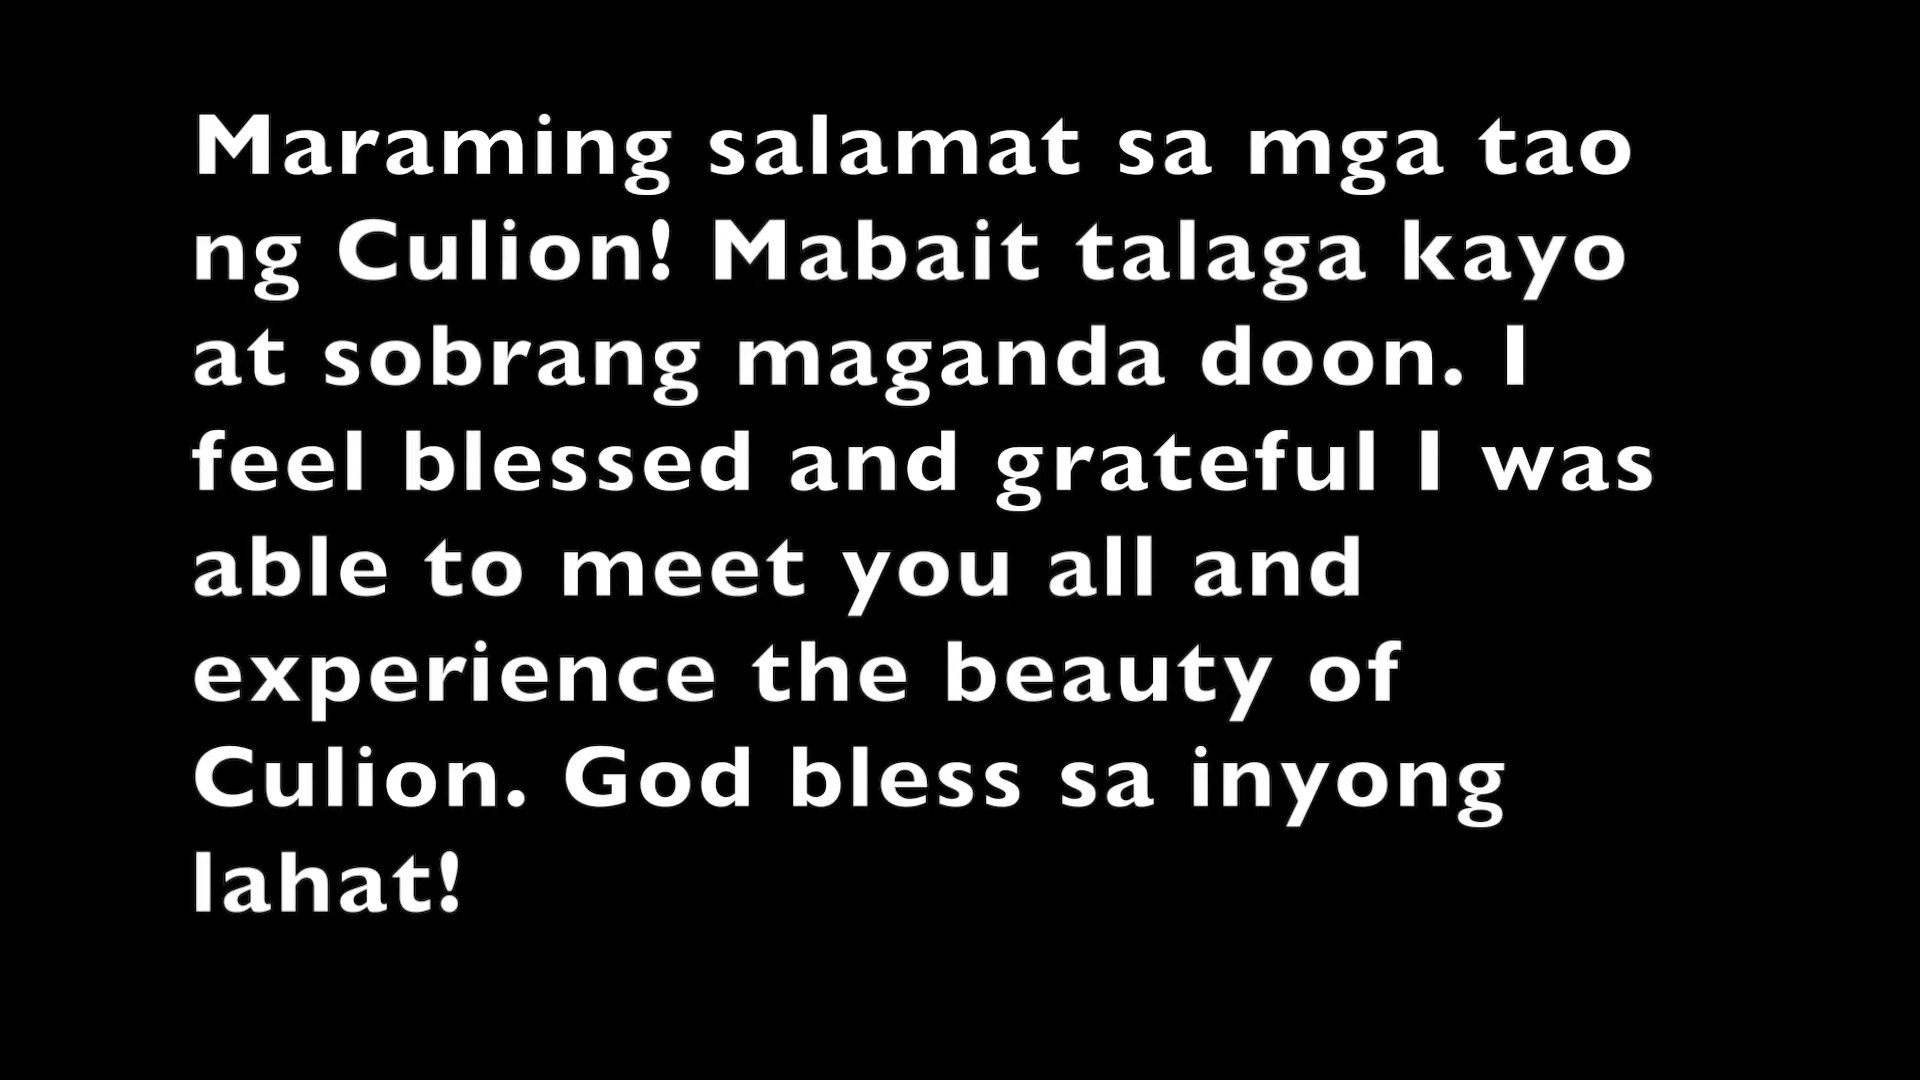 Maraming salamat sa mga tao
ng Culion! Mabait talaga kayo
at sobrang maganda doon. I
feel blessed and grateful I was
able to meet you all and
experience the beauty of
Culion. God bless sa inyong
lahat!